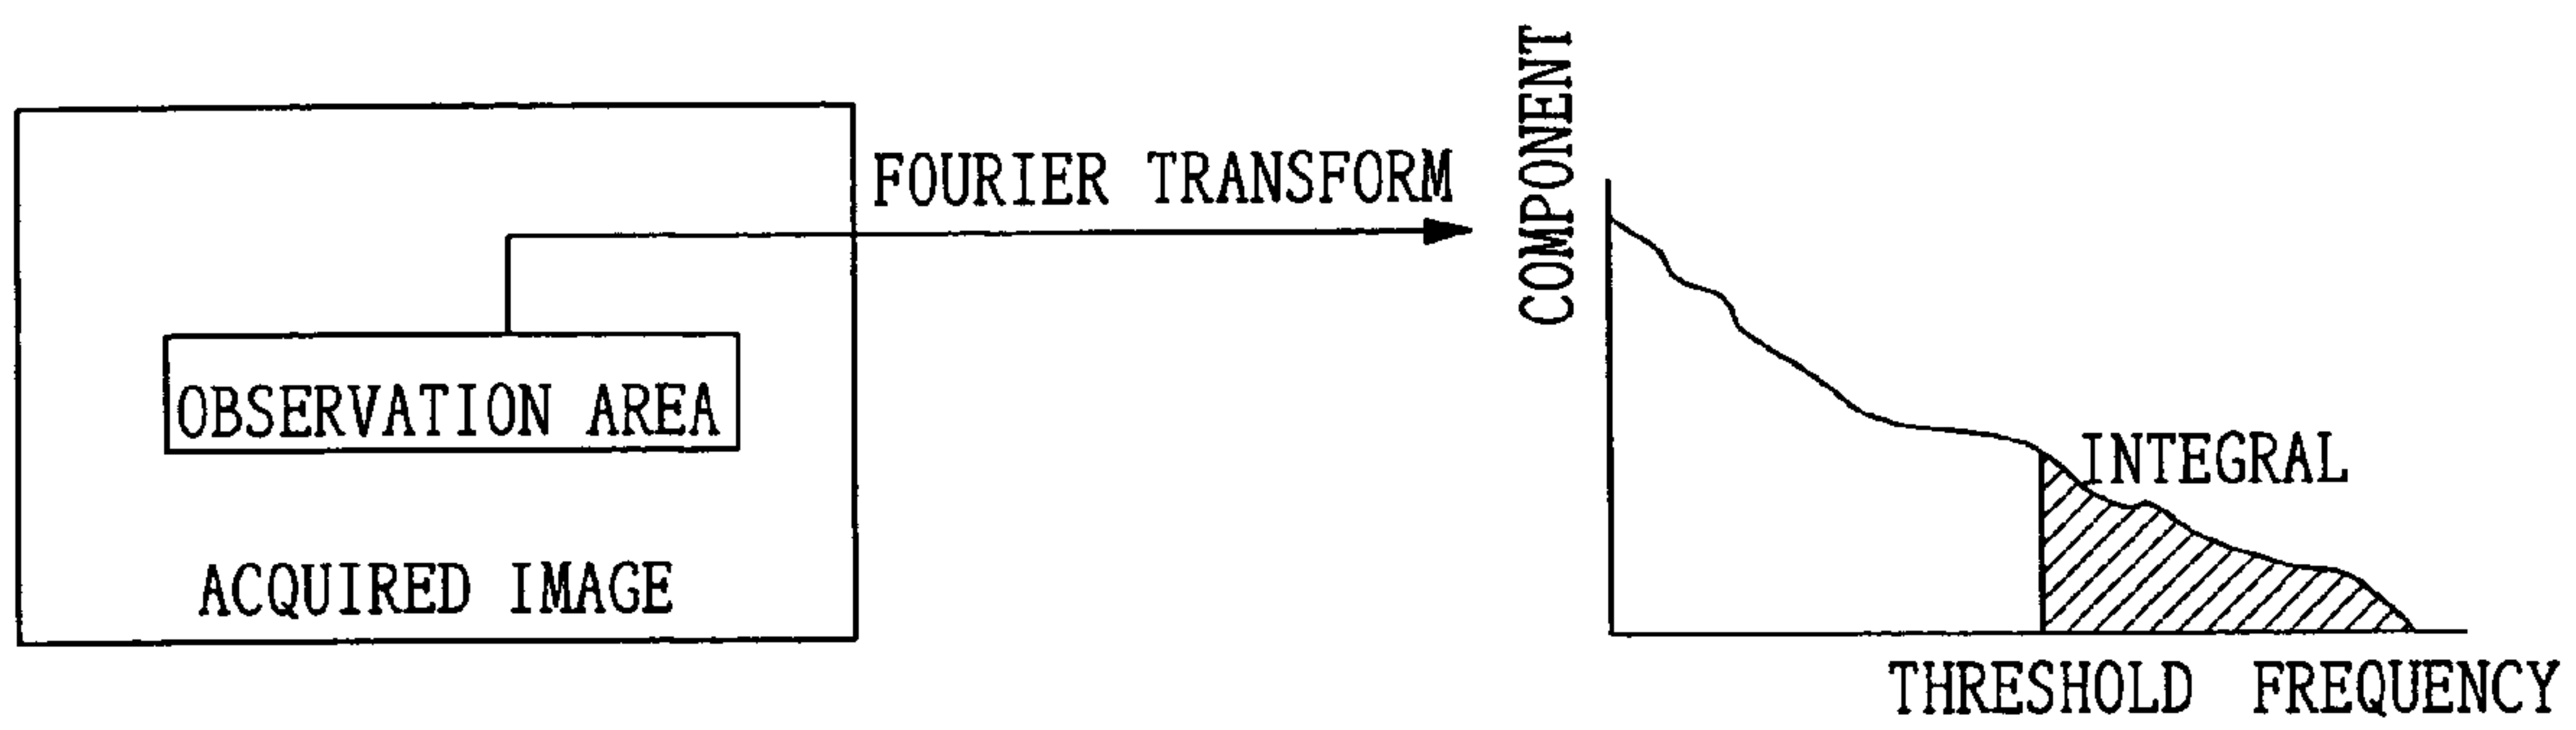 FOURIER TRANSFORM
OBSERVATION AREA
ACQUIRED IMAGE
COMPONENT
INTEGRAL
THRESHOLD FREQUENCY